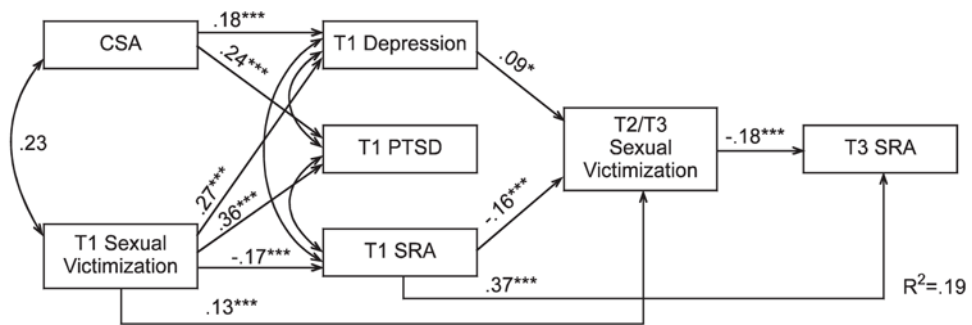 CSA
.18***
T1 Depression
.24***
.09*
.23
T1 PTSD
T2/T3
Sexual
Victimization
-.18***
T3 SRA
.27***
.36***
-.16***
T1 Sexual
Victimization
-.17***
T1 SRA
.13***
.37***
R²=.19